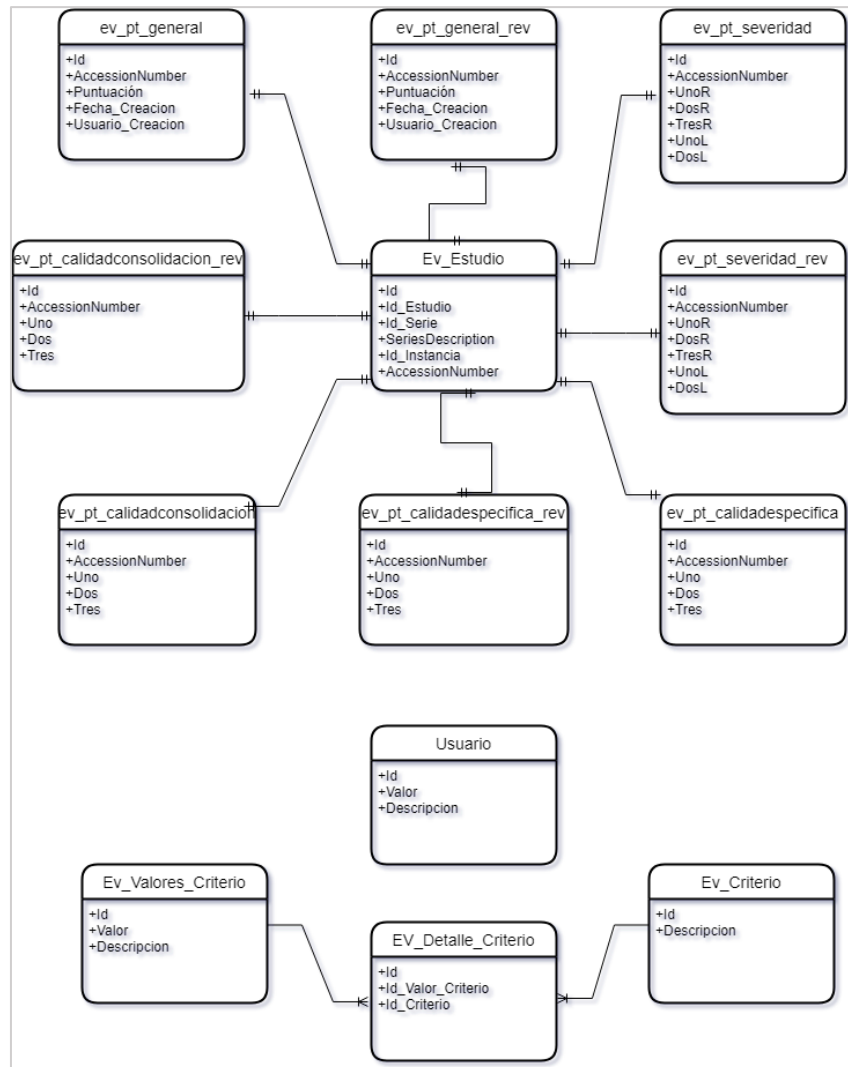 ev_pt_general
+Id
+AccessionNumber
+Puntuación
+Fecha_Creacion
+Usuario_Creacion
ev_pt_general_rev
+Id
+AccessionNumber
+Puntuación
+Fecha_Creacion
+Usuario_Creacion
ev_pt_severidad
+Id
+AccessionNumber
+UnoR
+DosR
+TresR
+UnoL
+DosL
ev_pt_calidadconsolidacion_rev
+Id
+AccessionNumber
+Uno
+Dos
+Tres
Ev_Estudio
+Id
+Id_Estudio
+Id_Serie
+SeriesDescription
+Id_Instancia
+AccessionNumber
ev_pt_severidad_rev
+Id
+AccessionNumber
+UnoR
+DosR
+TresR
+UnoL
+DosL
ev_pt_calidadconsolidacion
+Id
+AccessionNumber
+Uno
+Dos
+Tres
ev_pt_calidadespecifica_rev
+Id
+AccessionNumber
+Uno
+Dos
+Tres
ev_pt_calidadespecifica
+Id
+AccessionNumber
+Uno
+Dos
+Tres
Usuario
+Id
+Valor
+Descripcion
Ev_Valores_Criterio
+Id
+Valor
+Descripcion
EV_Detalle_Criterio
+Id
+Id_Valor_Criterio
+Id_Criterio
Ev_Criterio
+Id
+Descripcion